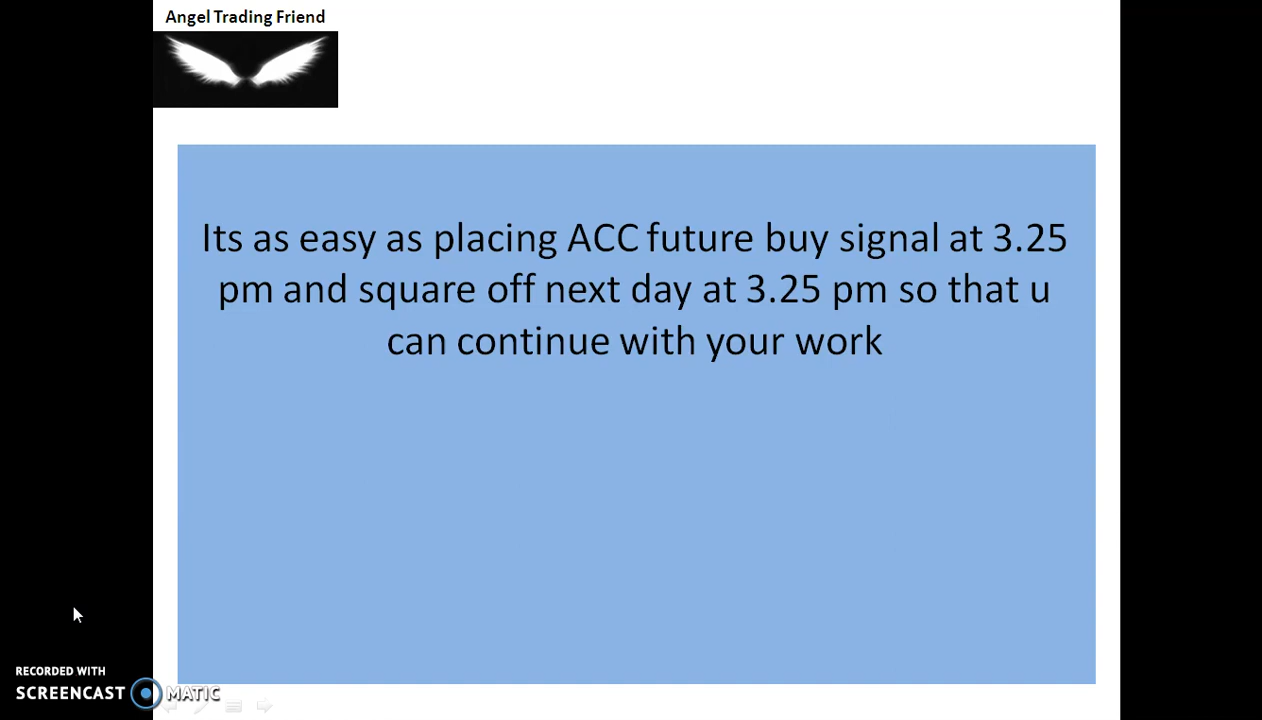 Angel Trading Friend
Its as easy as placing ACC future buy signal at 3.25
pm and square off next day at 3.25 pm so that u
can continue with your work
RECORDED WITH
SCREENCAST MATIC